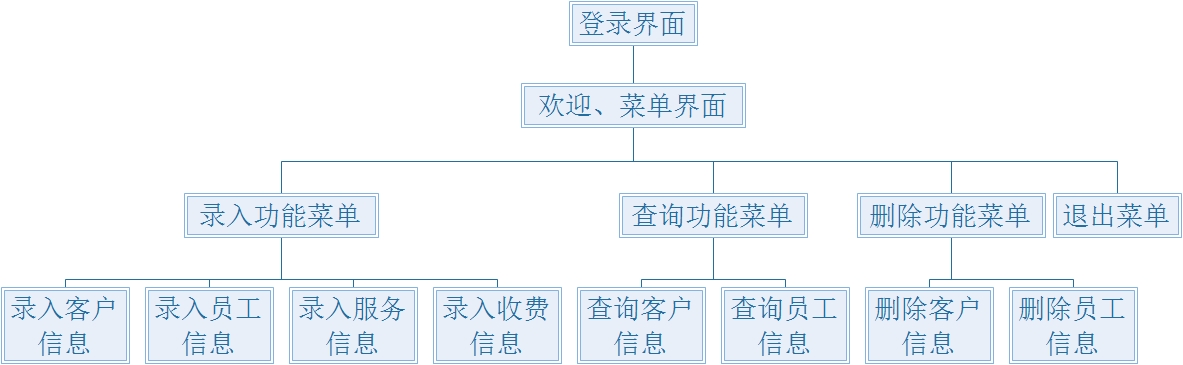 登录界面
欢迎、菜单界面
录入功能菜单
查询功能菜单
删除功能菜单
退出菜单
录入客户
信息
录入员工
信息
录入服务
信息
录入收费
信息
查询客户
信息
查询员工
信息
删除客户
信息
删除员工
信息